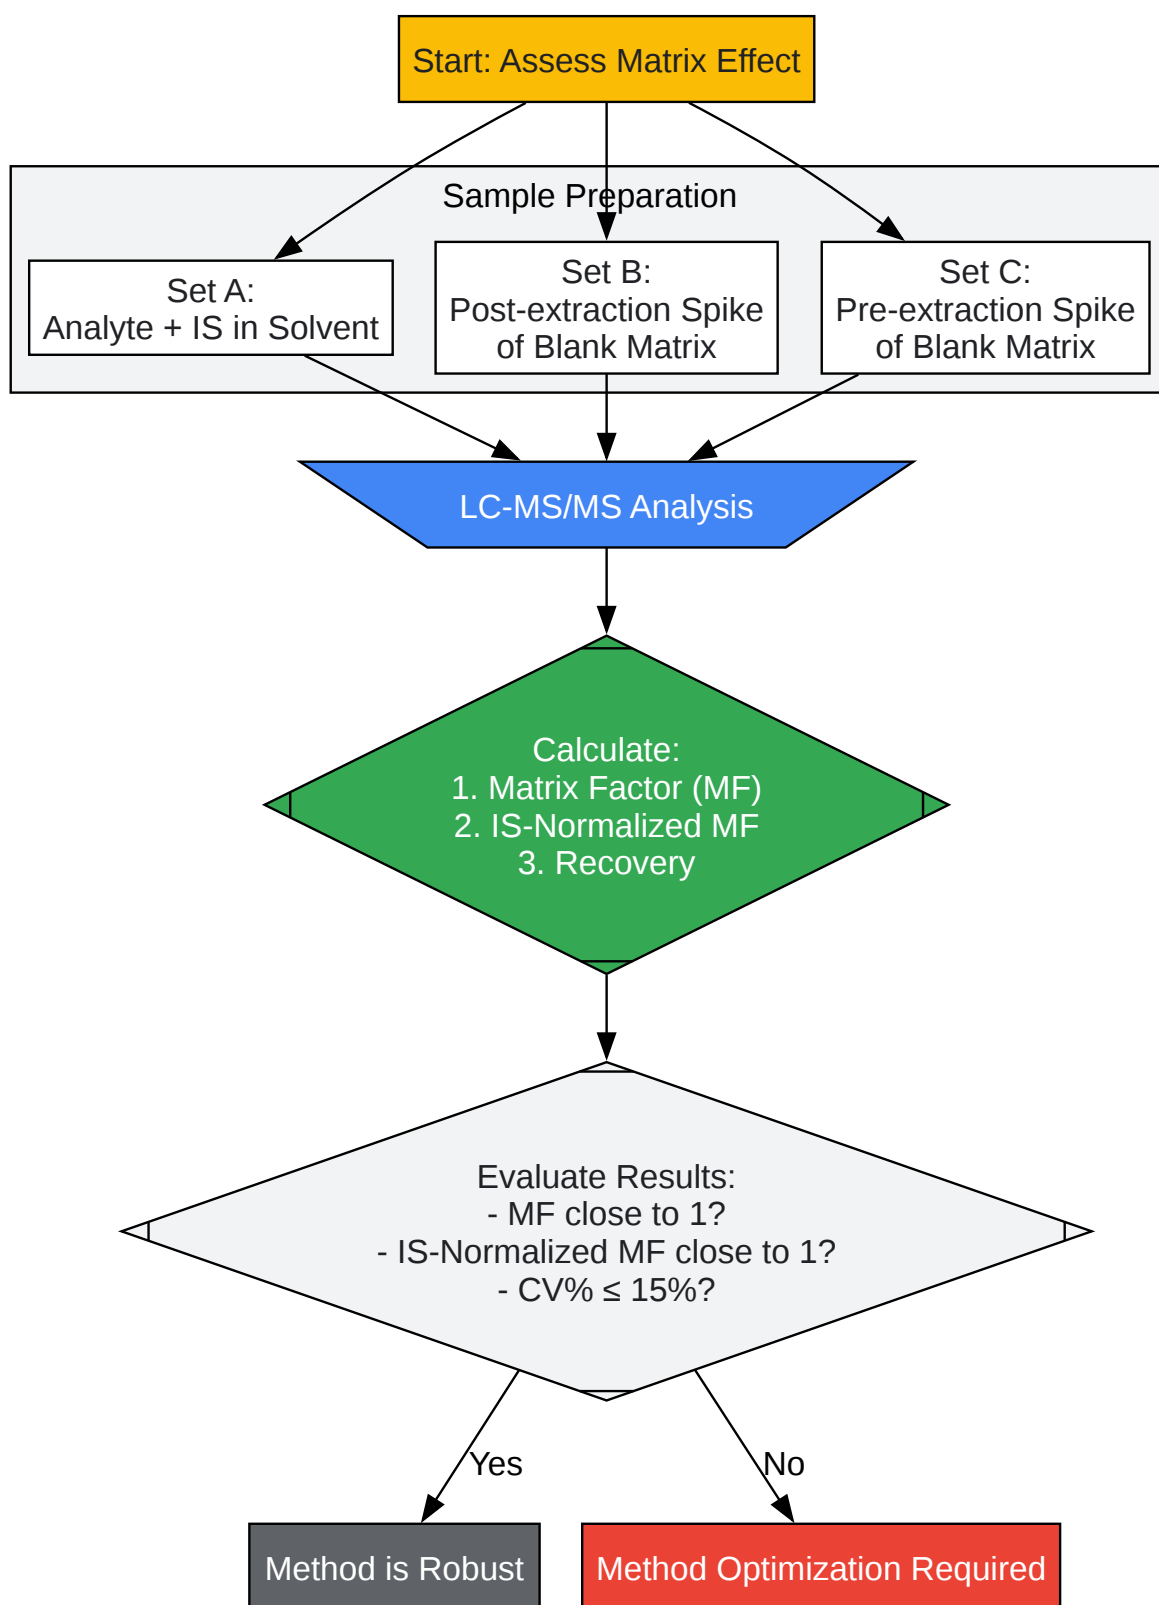 Start: Assess Matrix Effect
Sample Preparation
Set A:
Analyte + IS in Solvent
Set B:
Post-extraction Spike
of Blank Matrix
Set C:
Pre-extraction Spike
of Blank Matrix
LC-MS/MS Analysis
Calculate:
1. Matrix Factor (MF)
2. IS-Normalized MF
3. Recovery
Evaluate Results:
- MF close to 1?
- IS-Normalized MF close to 1?
- CV% ≤ 15%?
Yes
No
Method is Robust
Method Optimization Required